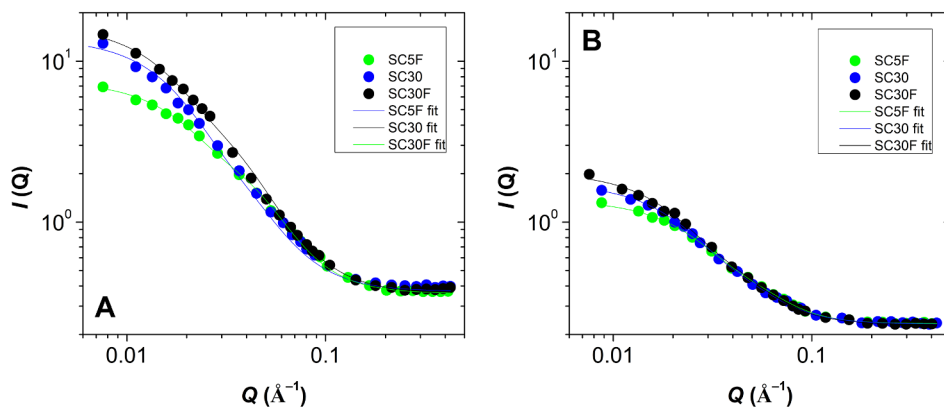 A
SC5F
SC30
SC30F
SC5F fit
SC30 fit
SC30F fit
10¹
10⁰
I (Q)
0.01
0.1
Q (Å⁻¹)
B
SC5F
SC30
SC30F
SC5F fit
SC30 fit
SC30F fit
10¹
10⁰
I (Q)
0.01
0.1
Q (Å⁻¹)